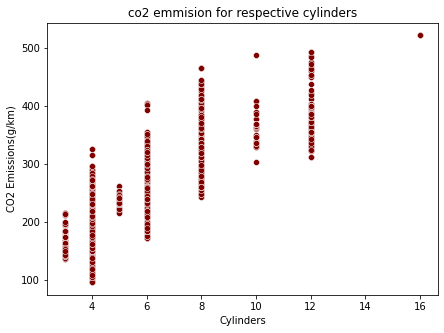 co2 emmision for respective cylinders
500
400
300
200
100
CO2 Emissions(g/km)
4 6 8 10 12 14 16
Cylinders